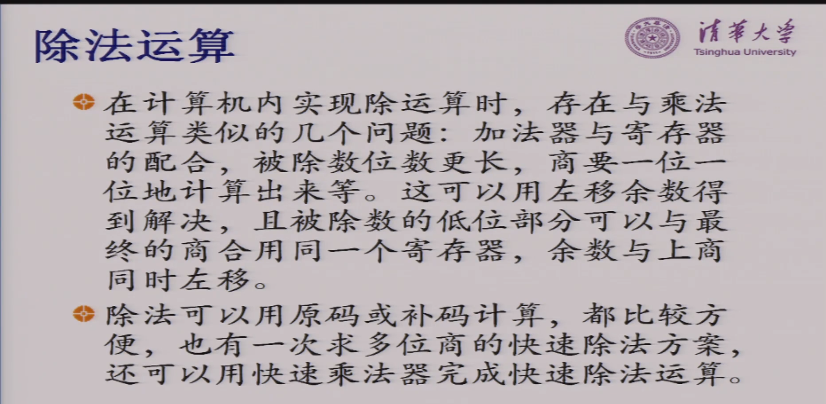 除法运算
清华大学
Tsinghua University
在计算机内实现除运算时，存在与乘法
运算类似的几个问题：加法器与寄存器
的配合，被除数位数更长，商要一位一
位地计算出来等。这可以用左移余数得
到解决，且被除数的低位部分可以与最
终的商合用同一个寄存器，余数与上商
同时左移。
除法可以用原码或补码计算，都比较方
便，也有一次求多位商的快速除法方案，
还可以用快速乘法器完成快速除法运算。